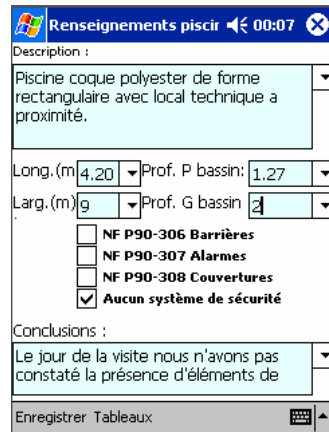 Renseignements piscir 00:07
Description :
Piscine coque polyester de forme
rectangulaire avec local technique a
proximité.
Long.(m 4.20 Prof. P bassin: 1.27
Larg.(m) 9 Prof. G bassin 2
NF P90-306 Barrières
NF P90-307 Alarmes
NF P90-308 Couvertures
Aucun système de sécurité
Conclusions :
Le jour de la visite nous n'avons pas
constaté la présence d'éléments de
Enregistrer Tableaux